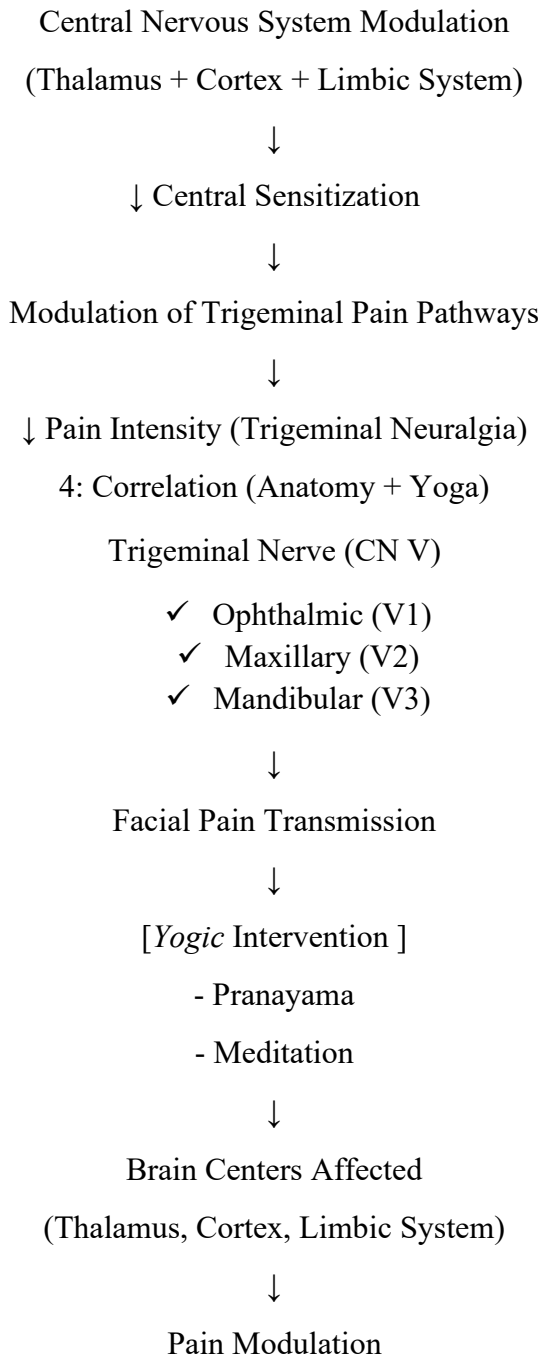 Central Nervous System Modulation
(Thalamus + Cortex + Limbic System)
↓
↓ Central Sensitization
↓
Modulation of Trigeminal Pain Pathways
↓
↓ Pain Intensity (Trigeminal Neuralgia)
4: Correlation (Anatomy + Yoga)
Trigeminal Nerve (CN V)
✓ Ophthalmic (V1)
✓ Maxillary (V2)
✓ Mandibular (V3)
↓
Facial Pain Transmission
↓
[Yogic Intervention ]
- Pranayama
- Meditation
↓
Brain Centers Affected
(Thalamus, Cortex, Limbic System)
↓
Pain Modulation